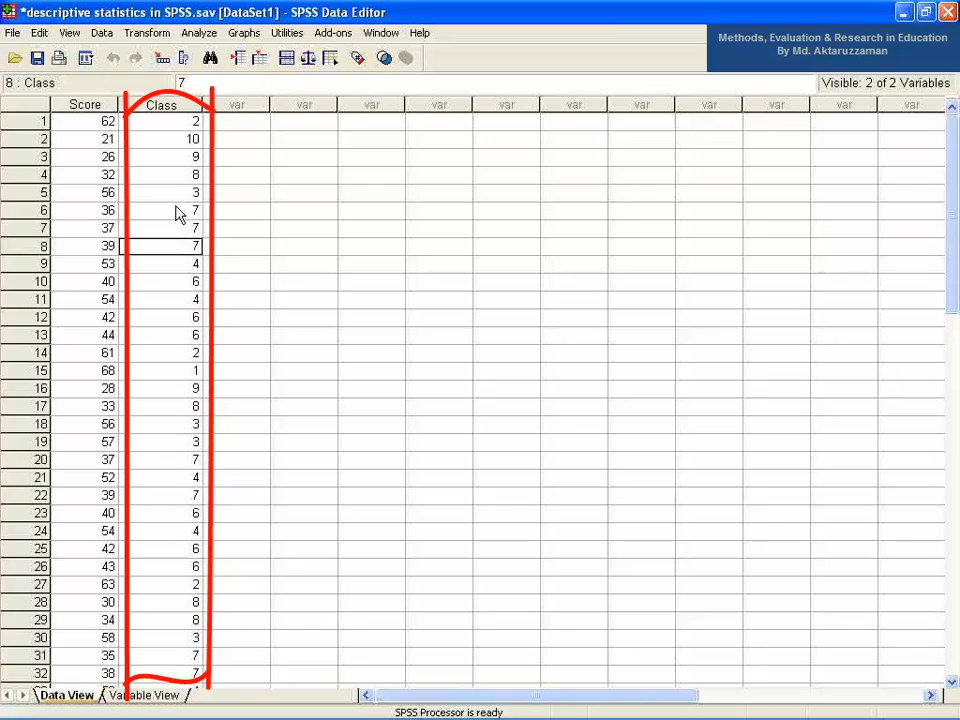 *descriptive statistics in SPSS.sav [DataSet1] - SPSS Data Editor
File Edit View Data Transform Analyze Graphs Utilities Add-ons Window Help
Methods, Evaluation & Research in Education
By Md. Aktaruzzaman
8 : Class 7 Visible: 2 of 2 Variables
Score Class var var var var var var var var var var var
1 62 2
2 21 10
3 26 9
4 32 8
5 56 3
6 36 7
7 37 7
8 39 7
9 53 4
10 40 6
11 54 4
12 42 6
13 44 6
14 61 2
15 68 1
16 28 9
17 33 8
18 56 3
19 57 3
20 37 7
21 52 4
22 39 7
23 40 6
24 54 4
25 42 6
26 43 6
27 63 2
28 30 8
29 34 8
30 58 3
31 35 7
32 38 7
Data View Variable View
SPSS Processor is ready